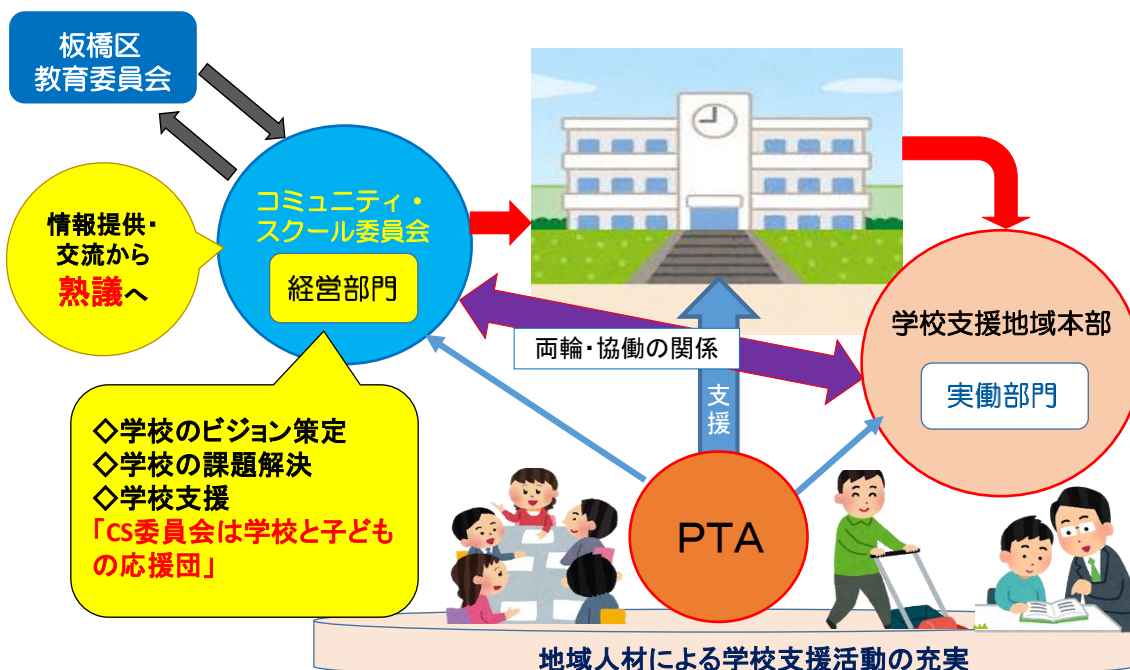 板橋区
教育委員会
コミュニティ・
スクール委員会
経営部門
情報提供・
交流から
熟議へ
◇学校のビジョン策定
◇学校の課題解決
◇学校支援
「CS委員会は学校と子ども
の応援団」
両輪・協働の関係
支援
学校支援地域本部
実働部門
PTA
地域人材による学校支援活動の充実